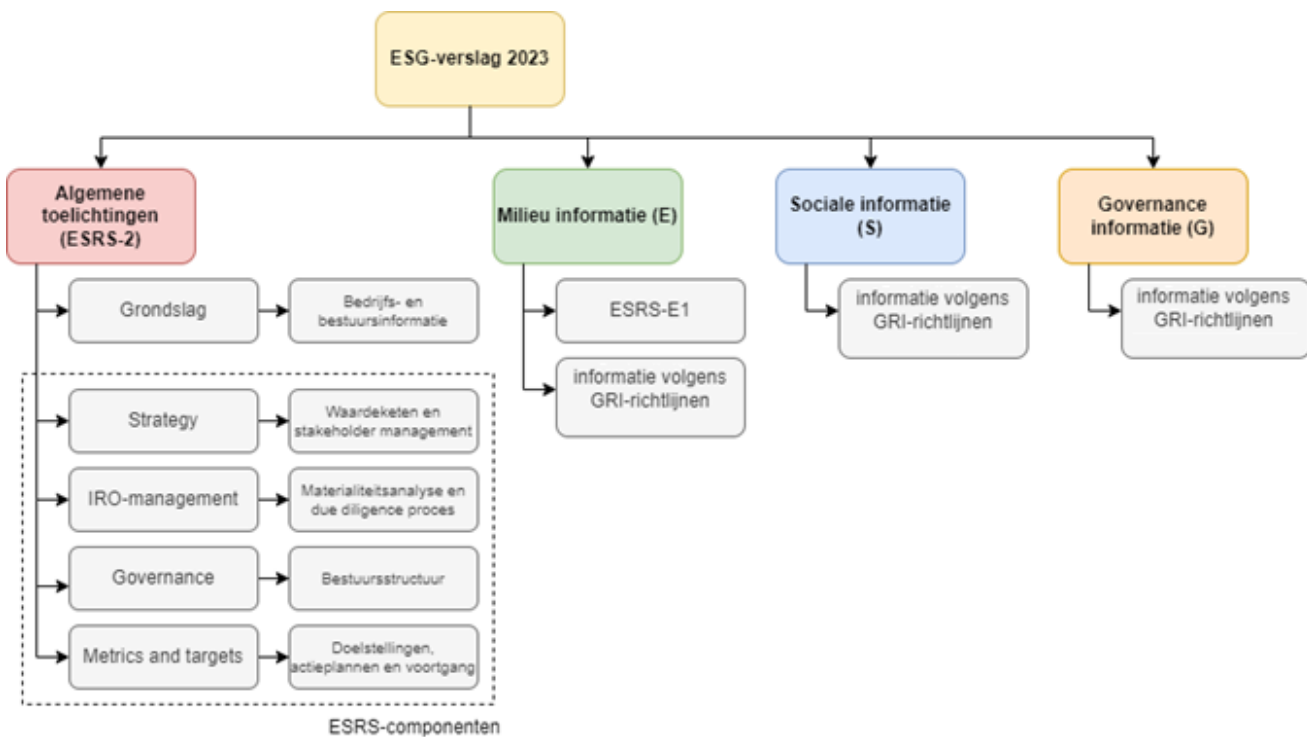 ESG-verslag 2023
Algemene
toelichtingen
(ESRS-2)
Milieu informatie (E)
Sociale informatie
(S)
Governance
informatie (G)
Grondslag
Bedrijfs- en
bestuursinformatie
ESRS-E1
informatie volgens
GRI-richtlijnen
informatie volgens
GRI-richtlijnen
informatie volgens
GRI-richtlijnen
Strategy
Waardeketen en
stakeholder management
IRO-management
Materialiteitsanalyse en
due diligence proces
Governance
Bestuursstructuur
Metrics and targets
Doelstellingen,
actieplannen en voortgang
ESRS-componenten